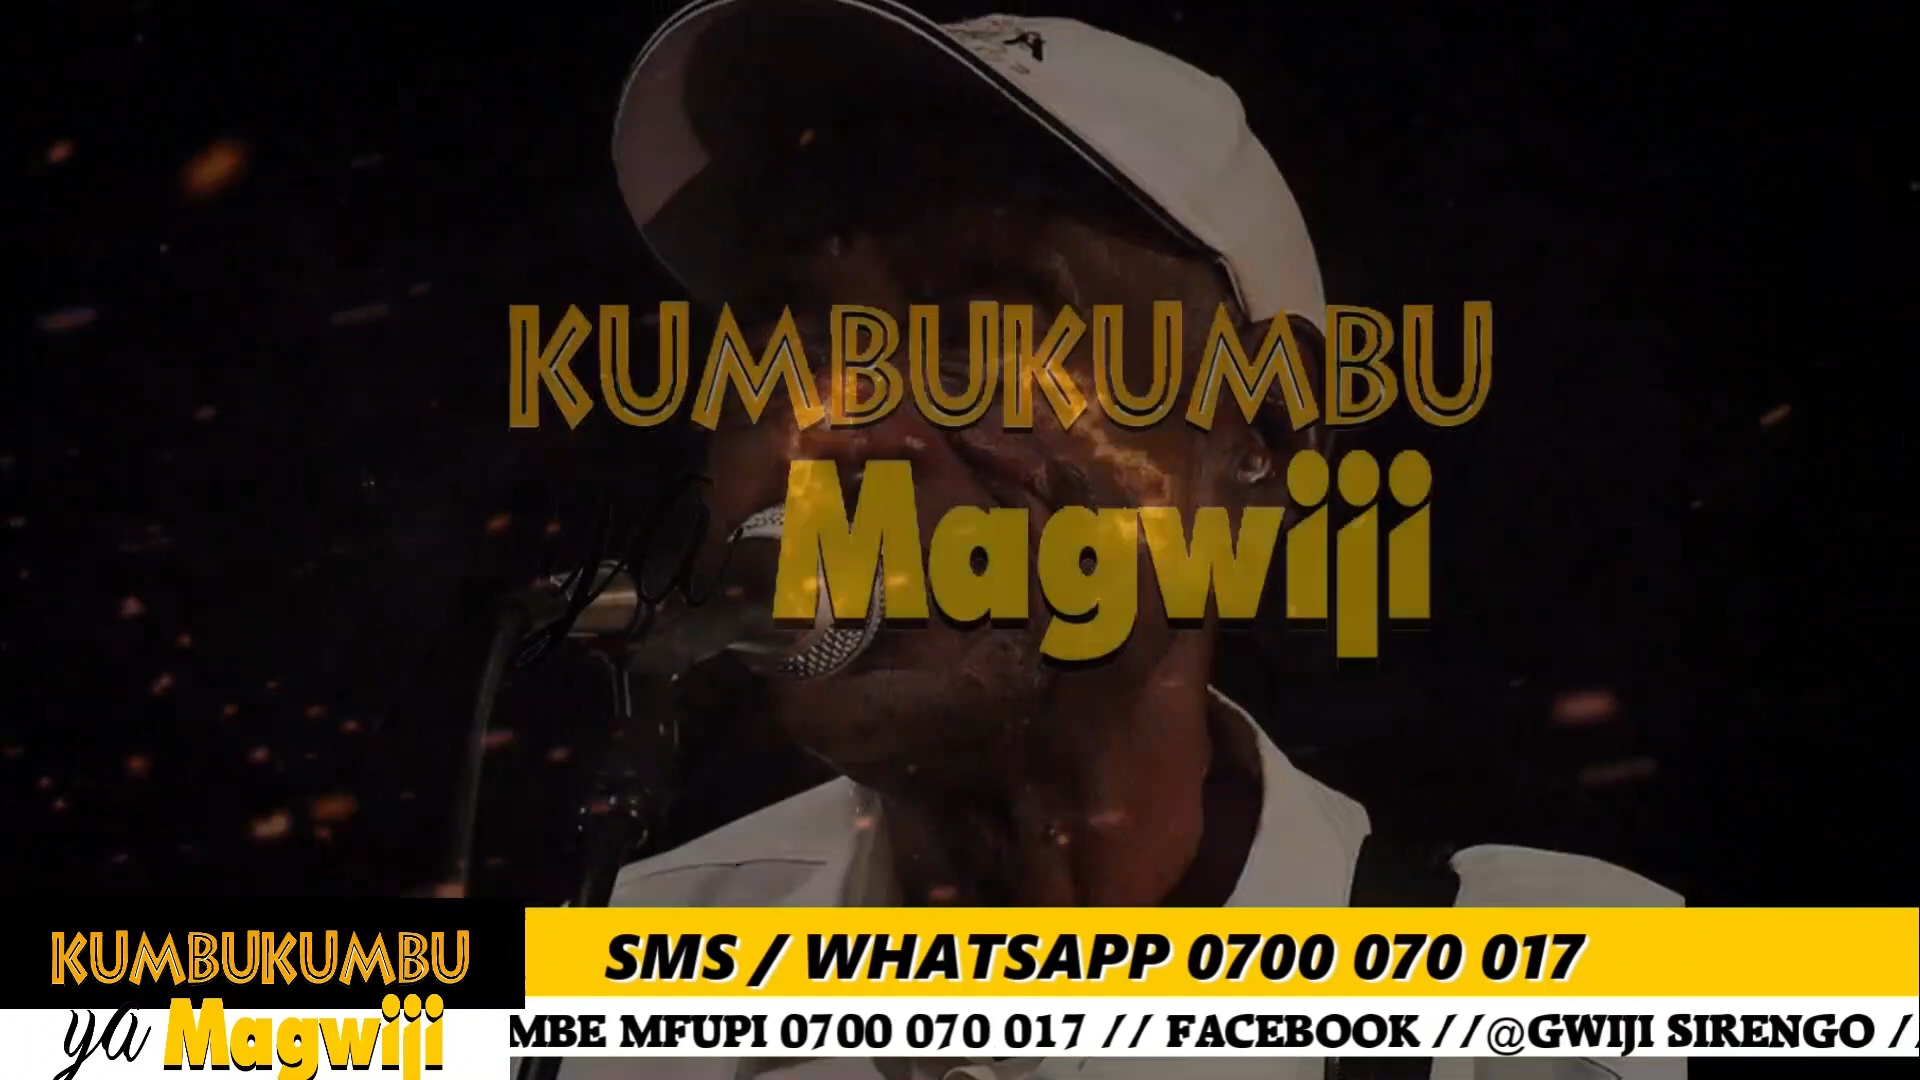 KUMBUKUMBU
ya Magwiji
SMS / WHATSAPP 0700 070 017
KUMBUKUMBU
ya Magwiji
MBE MFUPI 0700 070 017 // FACEBOOK //@GWIJI SIRENGO /